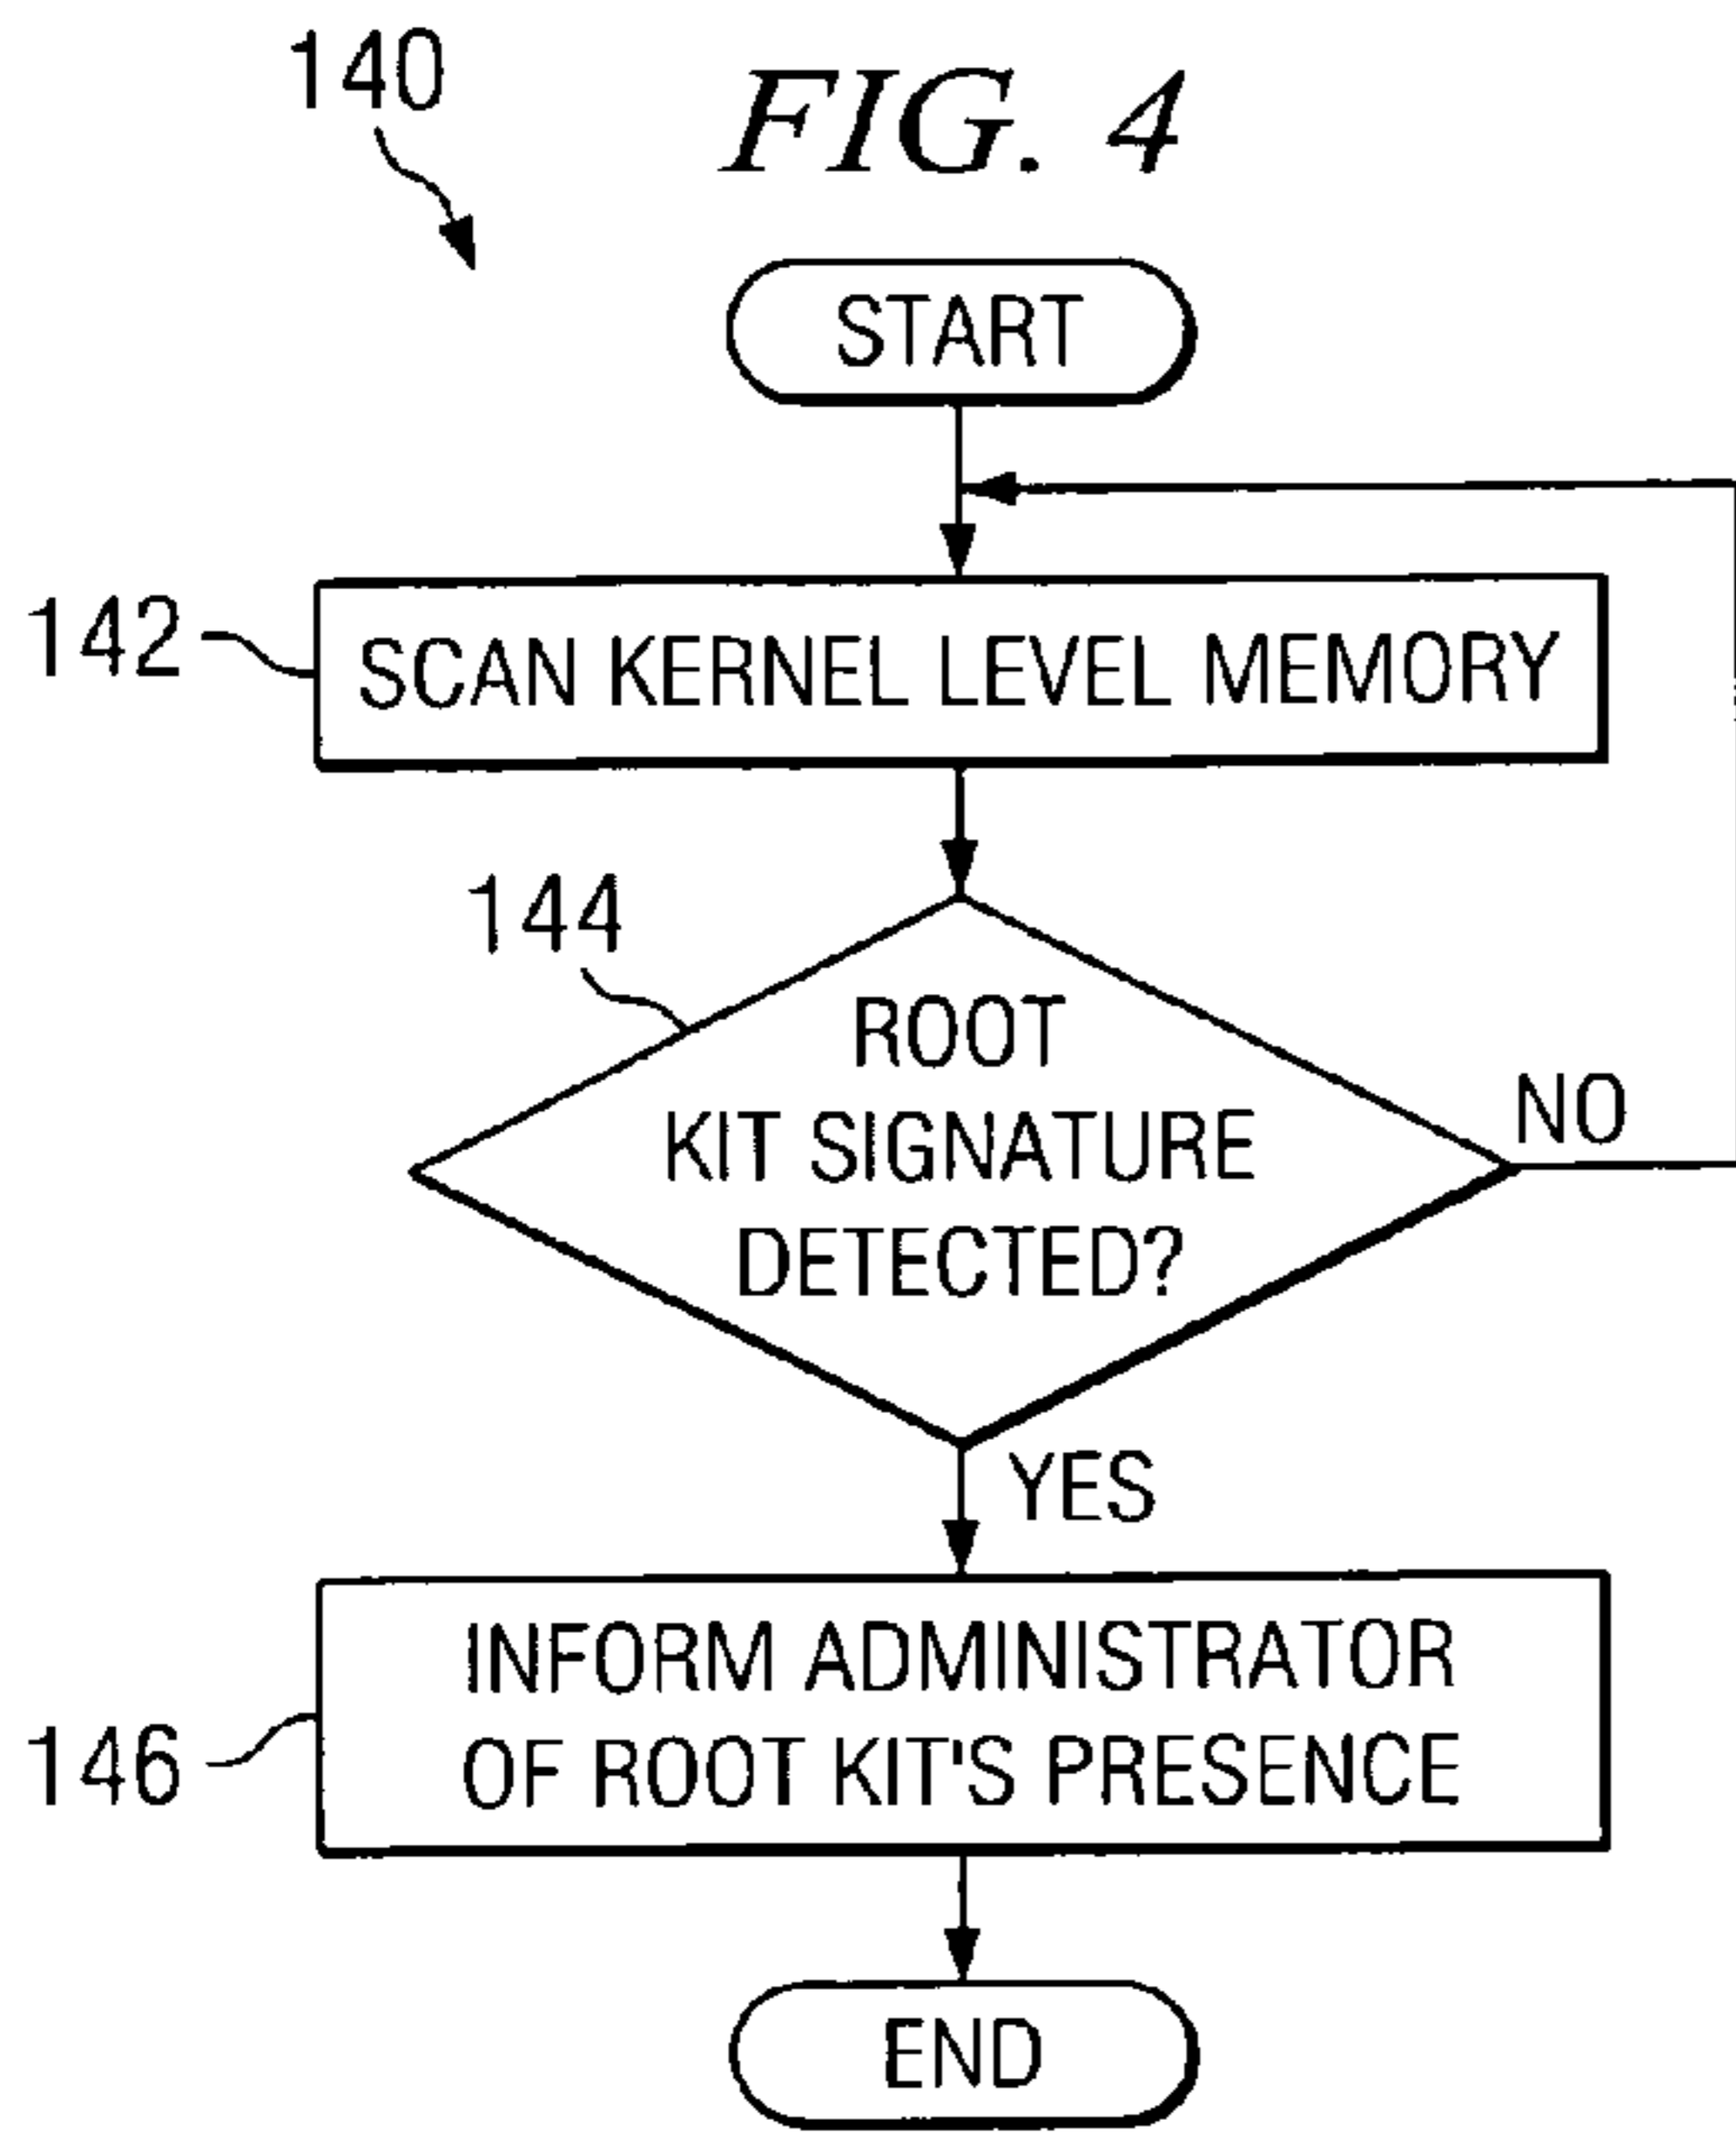 140
FIG. 4
START
142
SCAN KERNEL LEVEL MEMORY
144
ROOT
KIT SIGNATURE
DETECTED?
NO
YES
146
INFORM ADMINISTRATOR
OF ROOT KIT'S PRESENCE
END